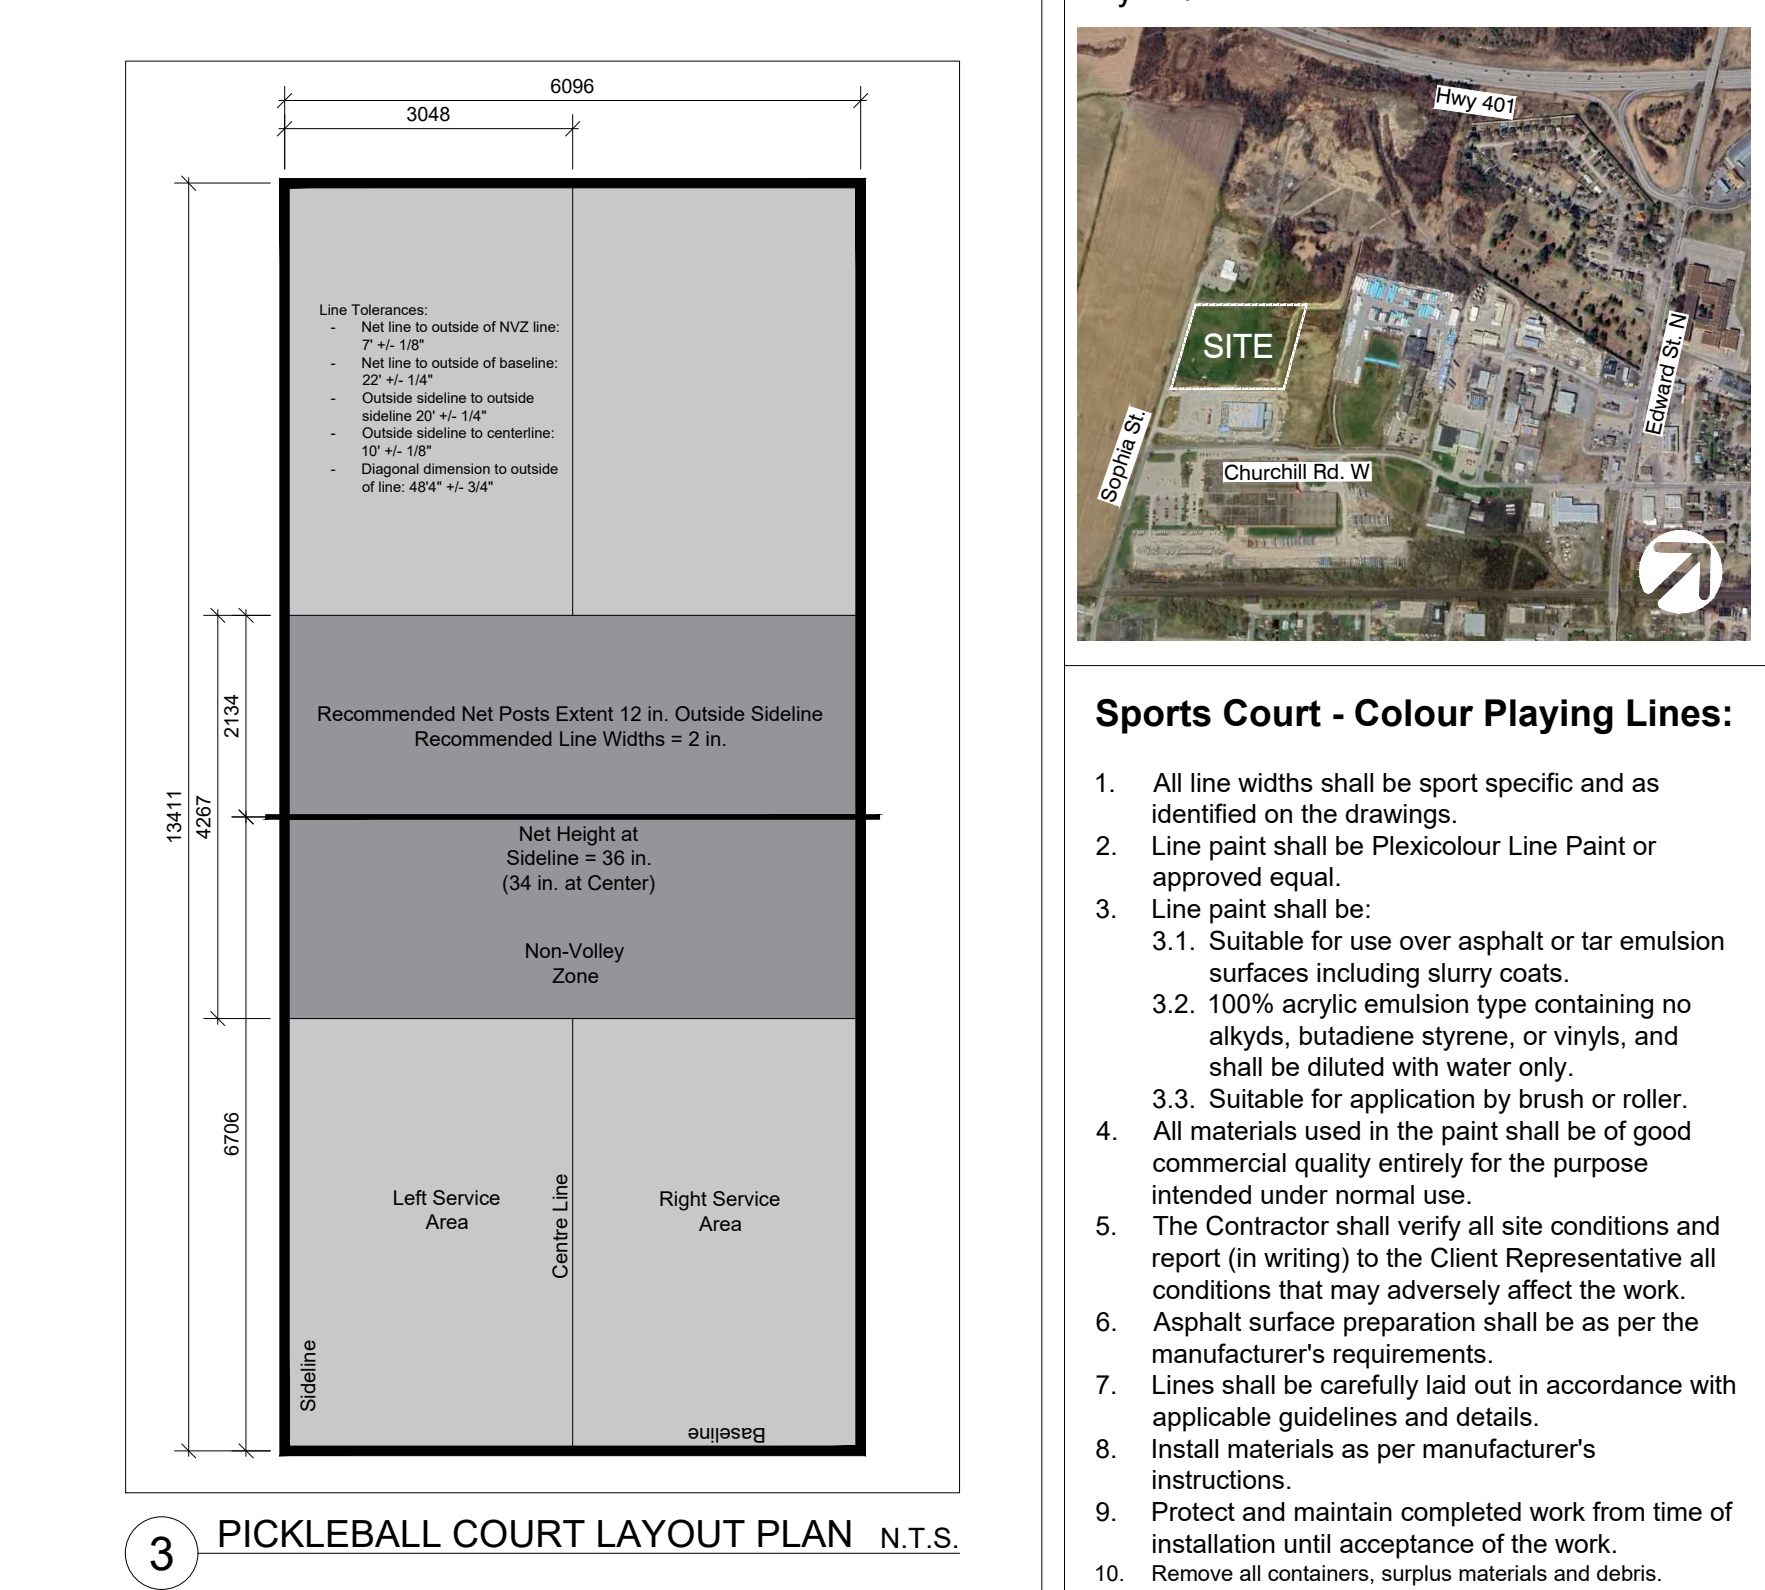 6096
3048
Line Tolerances:
- Net line to outside of NVZ line:
7' +/- 1/8"
- Net line to outside of baseline:
22' +/- 1/4"
- Outside sideline to outside
sideline 20' +/- 1/4"
- Outside sideline to centerline:
10' +/- 1/8"
- Diagonal dimension to outside
of line: 48'4" +/- 3/4"
13411
4267
2134
6706
Recommended Net Posts Extent 12 in. Outside Sideline
Recommended Line Widths = 2 in.
Net Height at
Sideline = 36 in.
(34 in. at Center)
Non-Volley
Zone
Left Service
Area
Centre Line
Right Service
Area
Sideline
Baseline
3 PICKLEBALL COURT LAYOUT PLAN N.T.S.
Hwy 401
SITE
Edward St. N
Sophia St.
Churchill Rd. W
Sports Court - Colour Playing Lines:
1. All line widths shall be sport specific and as
identified on the drawings.
2. Line paint shall be Plexicolour Line Paint or
approved equal.
3. Line paint shall be:
3.1. Suitable for use over asphalt or tar emulsion
surfaces including slurry coats.
3.2. 100% acrylic emulsion type containing no
alkyds, butadiene styrene, or vinyls, and
shall be diluted with water only.
3.3. Suitable for application by brush or roller.
4. All materials used in the paint shall be of good
commercial quality entirely for the purpose
intended under normal use.
5. The Contractor shall verify all site conditions and
report (in writing) to the Client Representative all
conditions that may adversely affect the work.
6. Asphalt surface preparation shall be as per the
manufacturer's requirements.
7. Lines shall be carefully laid out in accordance with
applicable guidelines and details.
8. Install materials as per manufacturer's
instructions.
9. Protect and maintain completed work from time of
installation until acceptance of the work.
10. Remove all containers, surplus materials and debris.